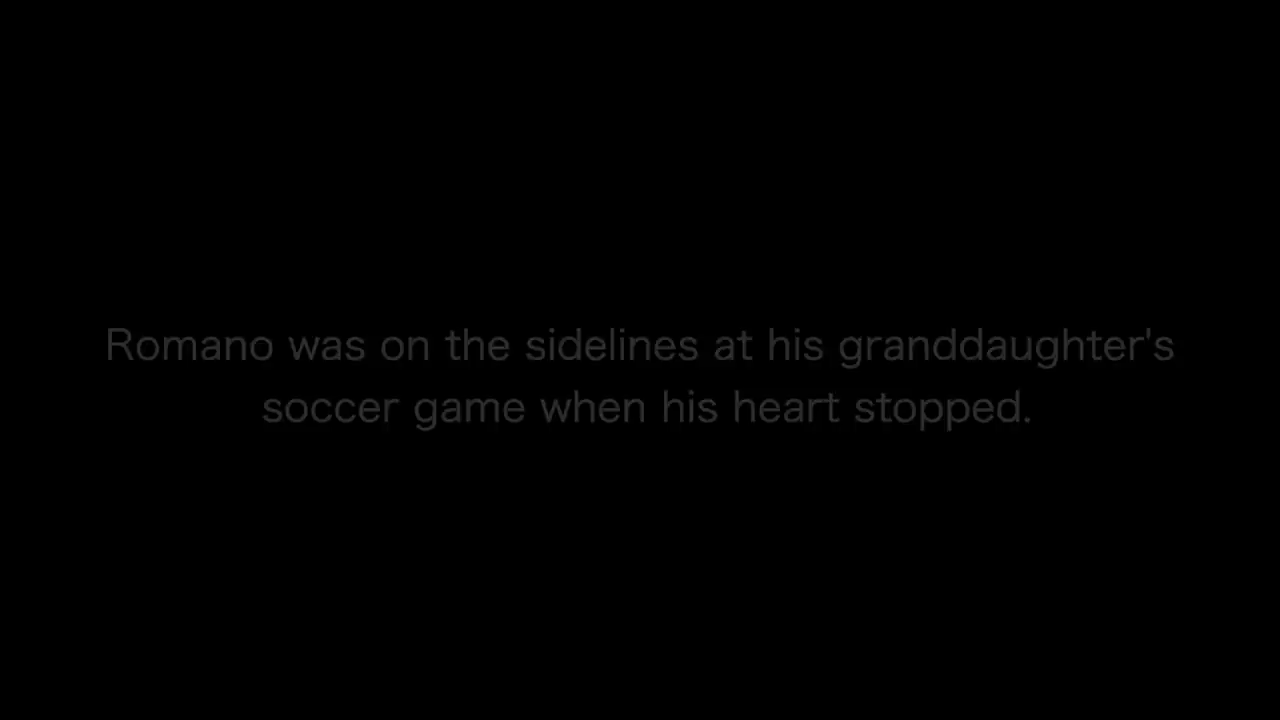 Romano was on the sidelines at his granddaughter's
soccer game when his heart stopped.